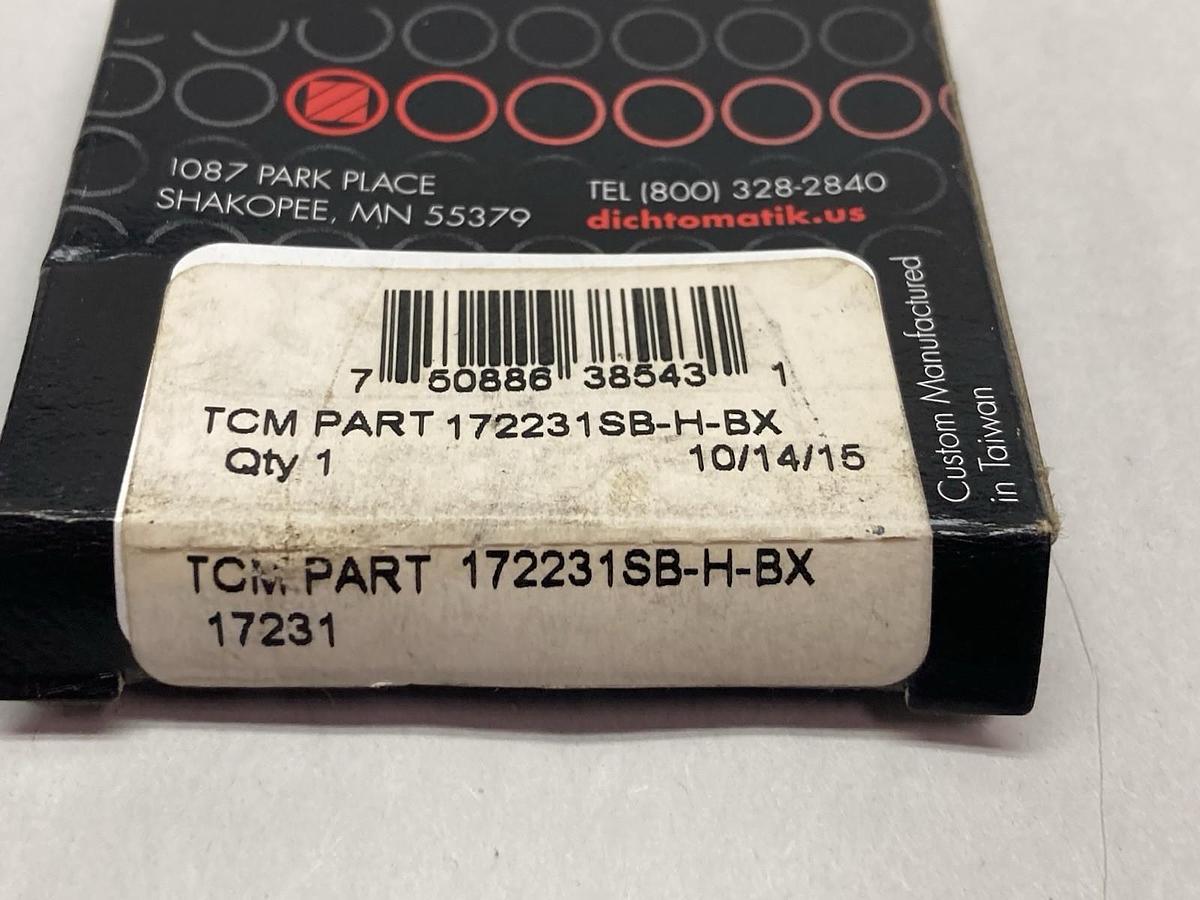 1087 PARK PLACE
SHAKOPEE, MN 55379
TEL (800) 328-2840
dichtomatik.us
Custom Manufactured
in Taiwan
7 50886 38543 1
TCM PART 172231SB-H-BX
Qty 1 10/14/15
TCM PART 172231SB-H-BX
17231